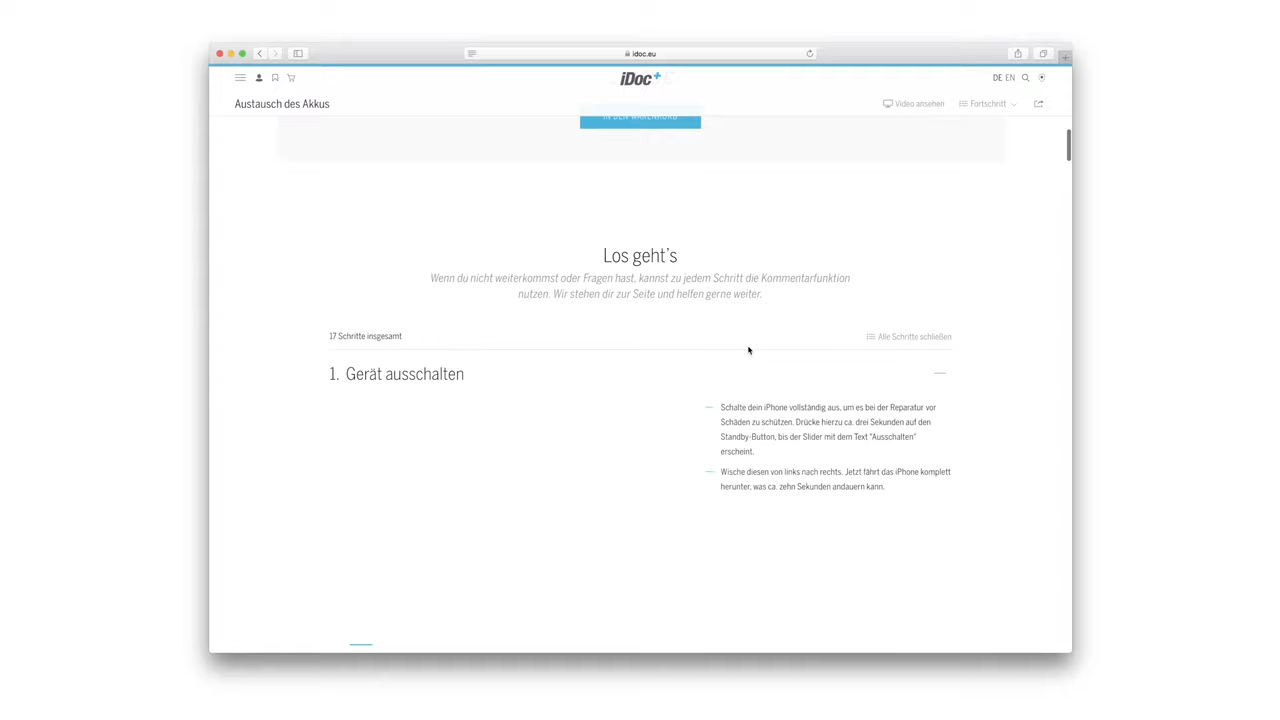 idoc.eu
iDoc+
DE EN
Austausch des Akkus
Video ansehen
Fortschritt
IN DEN WARENKORB
Los geht's
Wenn du nicht weiterkommst oder Fragen hast, kannst zu jedem Schritt die Kommentarfunktion
nutzen. Wir stehen dir zur Seite und helfen gerne weiter.
17 Schritte insgesamt
Alle Schritte schließen
1. Gerät ausschalten
Schalte dein iPhone vollständig aus, um es bei der Reparatur vor
Schäden zu schützen. Drücke hierzu ca. drei Sekunden auf den
Standby-Button, bis der Slider mit dem Text "Ausschalten"
erscheint.
Wische diesen von links nach rechts. Jetzt fährt das iPhone komplett
herunter, was ca. zehn Sekunden andauern kann.